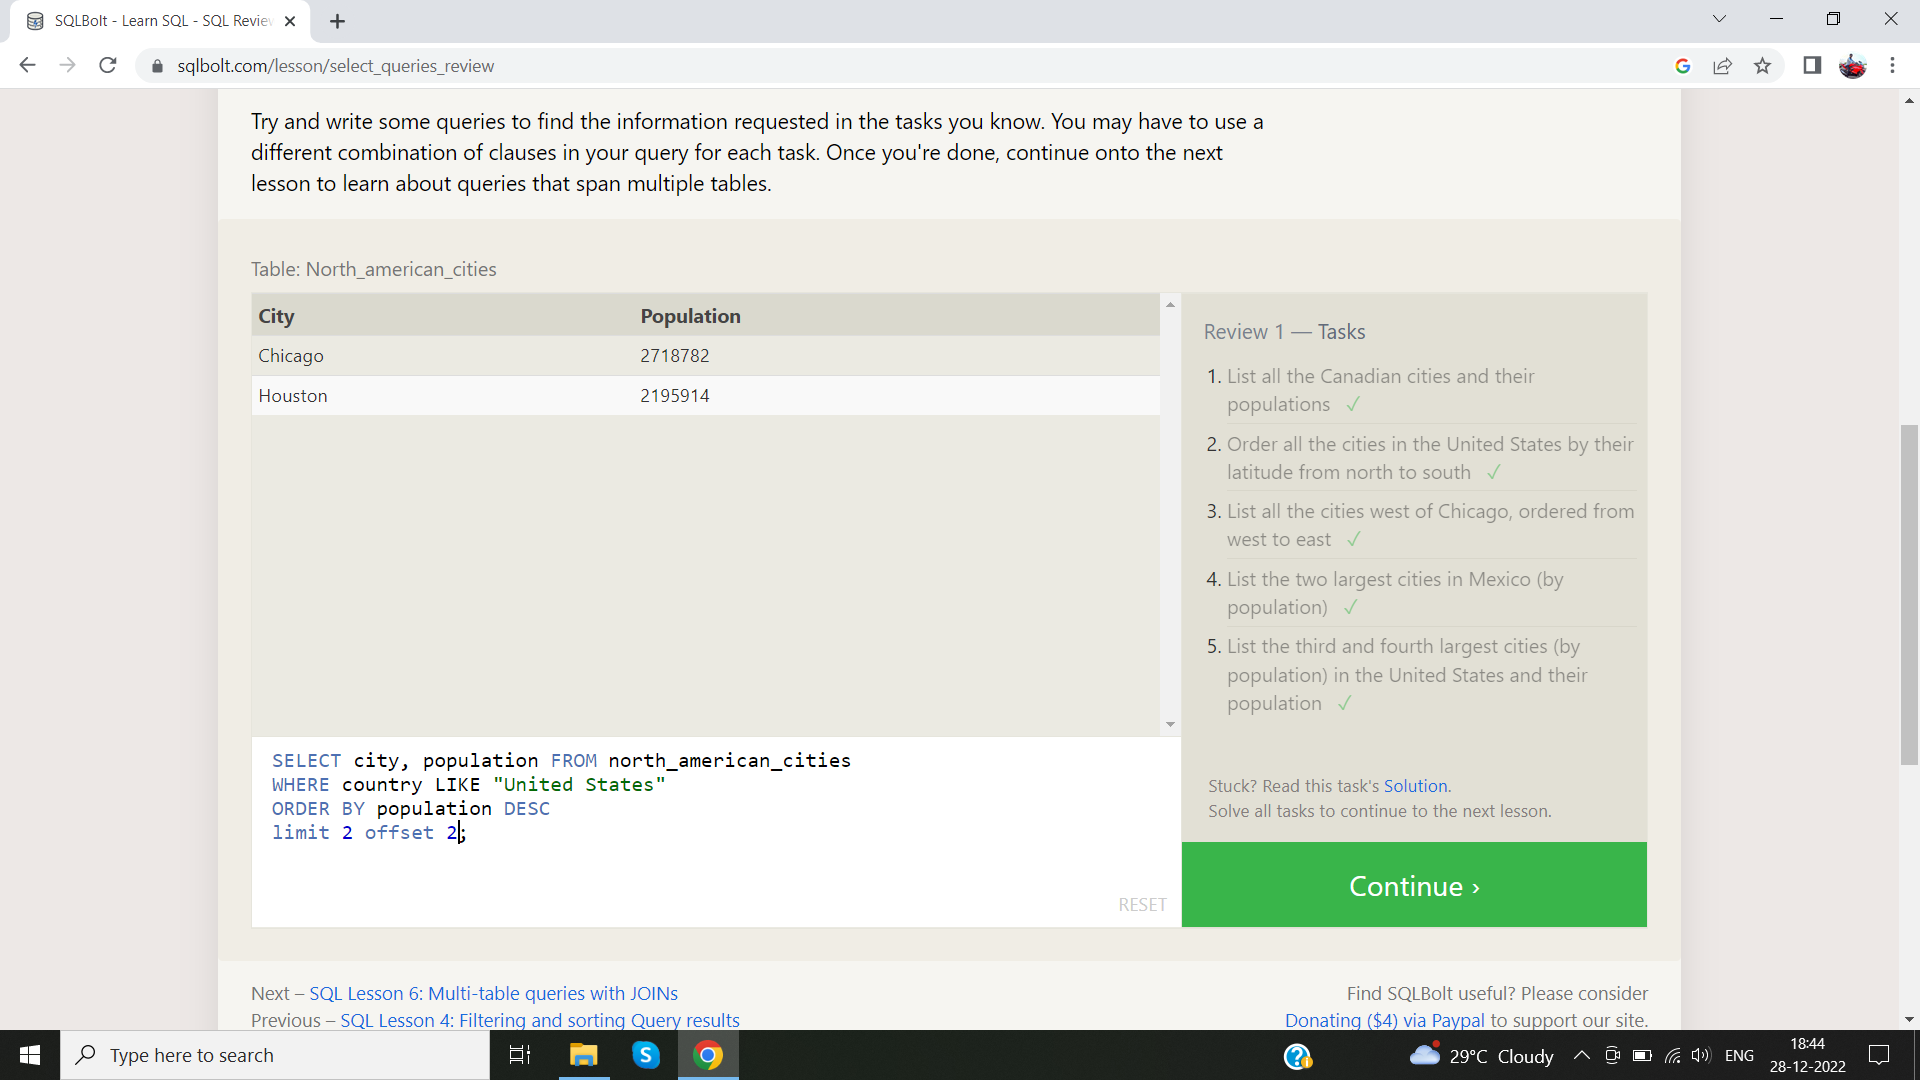 SQLBolt - Learn SQL - SQL Review
sqlbolt.com/lesson/select_queries_review
Try and write some queries to find the information requested in the tasks you know. You may have to use a
different combination of clauses in your query for each task. Once you're done, continue onto the next
lesson to learn about queries that span multiple tables.
Table: North_american_cities
City Population
Chicago 2718782
Houston 2195914
Review 1 — Tasks
1. List all the Canadian cities and their
populations ✓
2. Order all the cities in the United States by their
latitude from north to south ✓
3. List all the cities west of Chicago, ordered from
west to east ✓
4. List the two largest cities in Mexico (by
population) ✓
5. List the third and fourth largest cities (by
population) in the United States and their
population ✓
SELECT city, population FROM north_american_cities
WHERE country LIKE "United States"
ORDER BY population DESC
limit 2 offset 2;
RESET
Stuck? Read this task's Solution.
Solve all tasks to continue to the next lesson.
Continue ›
Next – SQL Lesson 6: Multi-table queries with JOINs
Previous – SQL Lesson 4: Filtering and sorting Query results
Find SQLBolt useful? Please consider
Donating ($4) via Paypal to support our site.
Type here to search
29°C Cloudy
ENG
18:44
28-12-2022